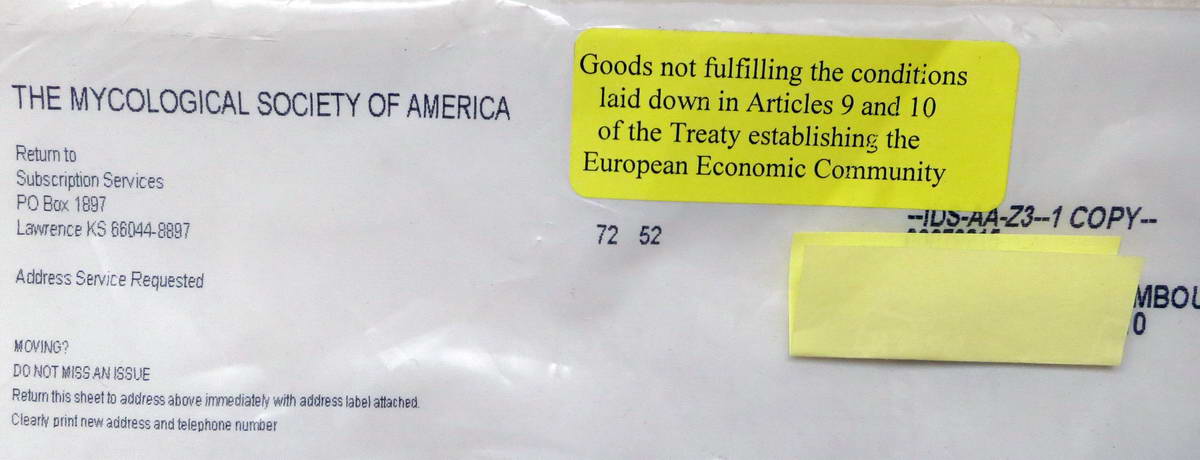 THE MYCOLOGICAL SOCIETY OF AMERICA
Return to
Subscription Services
PO Box 1897
Lawrence KS 66044-8897
Address Service Requested
MOVING?
DO NOT MISS AN ISSUE
Return this sheet to address above immediately with address label attached.
Clearly print new address and telephone number
Goods not fulfilling the conditions
laid down in Articles 9 and 10
of the Treaty establishing the
European Economic Community
72 52
--IDS-AA-Z3--1 COPY--
MBOU
0